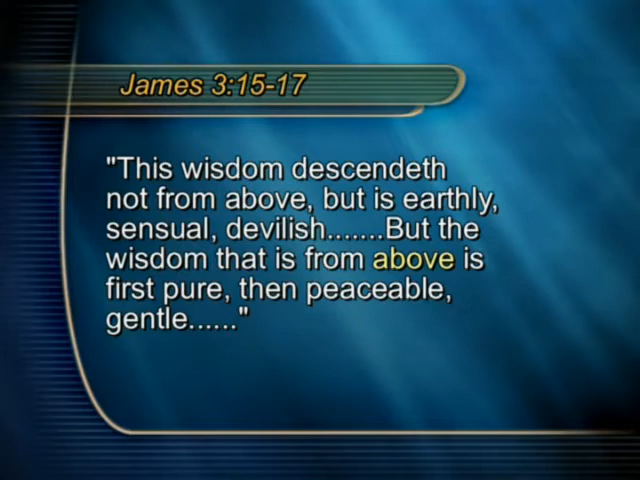 James 3:15-17
"This wisdom descendeth
not from above, but is earthly,
sensual, devilish.......But the
wisdom that is from above is
first pure, then peaceable,
gentle......"